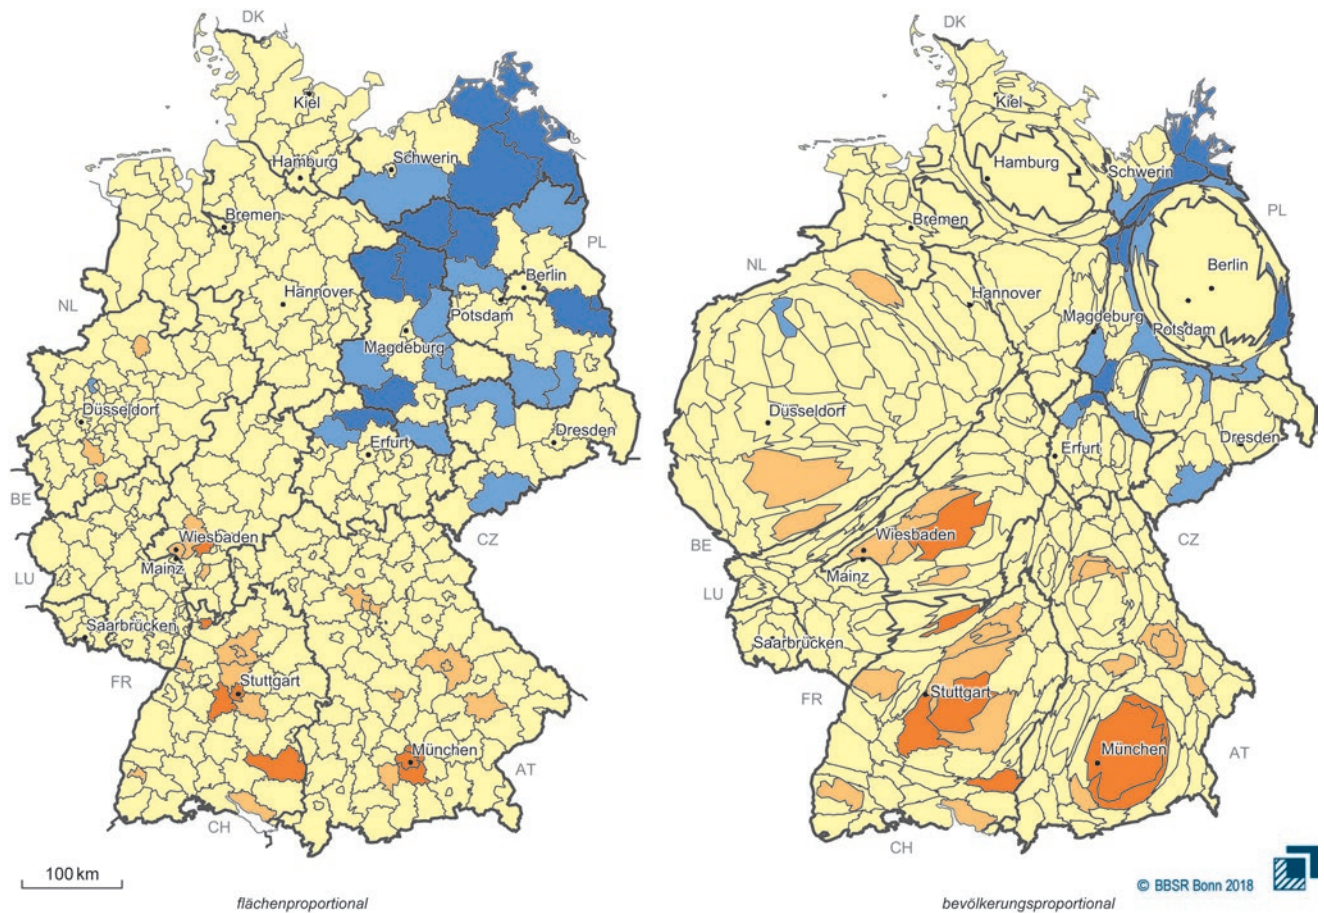 DK
Kiel
Hamburg
Schwerin
Bremen
PL
Berlin
NL
Hannover
Potsdam
Magdeburg
Düsseldorf
Erfurt
Dresden
BE
CZ
Wiesbaden
Mainz
LU
Saarbrücken
FR
Stuttgart
München
AT
CH
100 km
flächenproportional
DK
Kiel
Hamburg
Schwerin
PL
Bremen
NL
Berlin
Hannover
Magdeburg
Potsdam
Düsseldorf
Dresden
Erfurt
BE
Wiesbaden
CZ
Mainz
LU
Saarbrücken
FR
Stuttgart
München
AT
CH
© BBSR Bonn 2018
bevölkerungsproportional